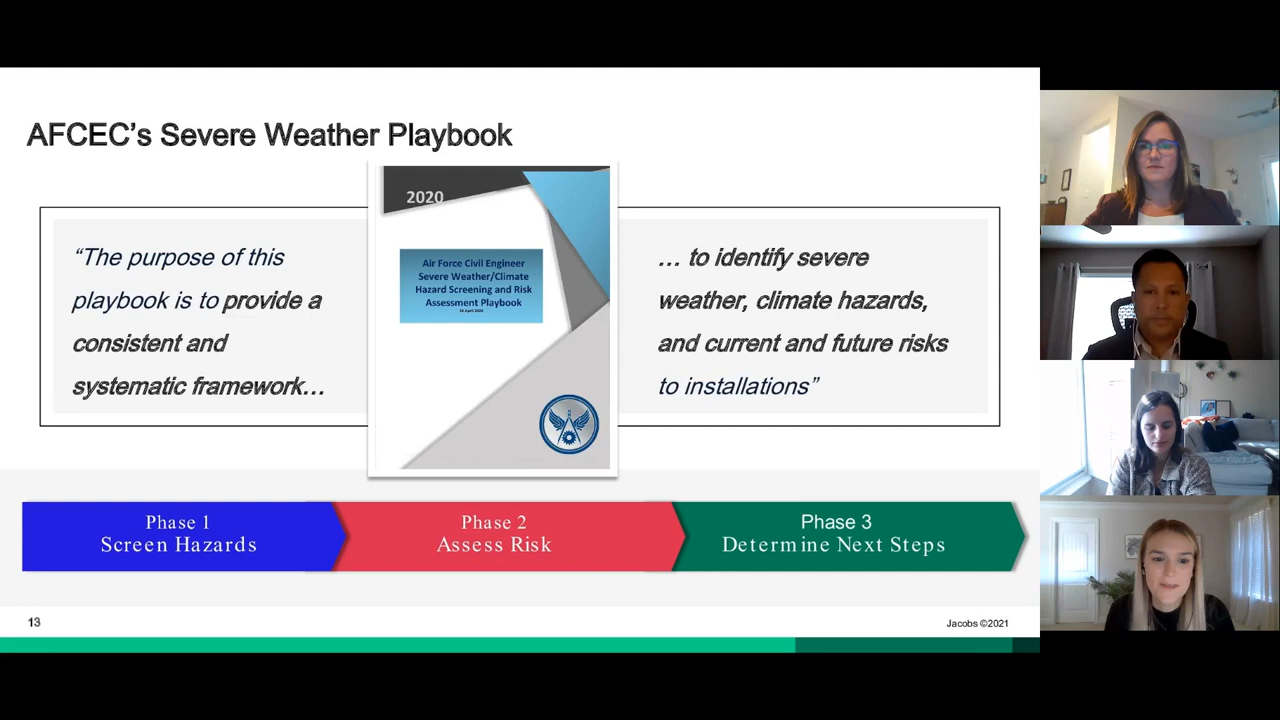 AFCEC’s Severe Weather Playbook
“The purpose of this
playbook is to provide a
consistent and
systematic framework...
2020
Air Force Civil Engineer
Severe Weather/Climate
Hazard Screening and Risk
Assessment Playbook
... to identify severe
weather, climate hazards,
and current and future risks
to installations”
Phase 1
Screen Hazards
Phase 2
Assess Risk
Phase 3
Determine Next Steps
13
Jacobs ©2021